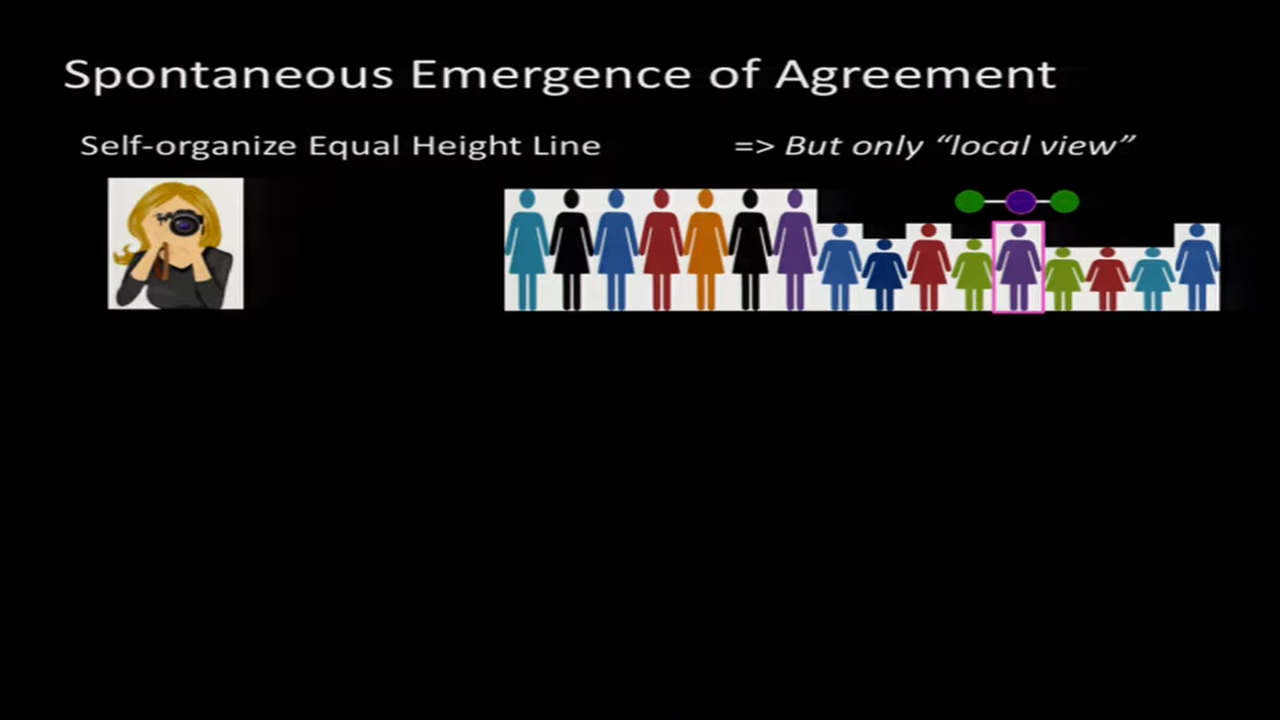 Spontaneous Emergence of Agreement
Self-organize Equal Height Line => But only “local view”